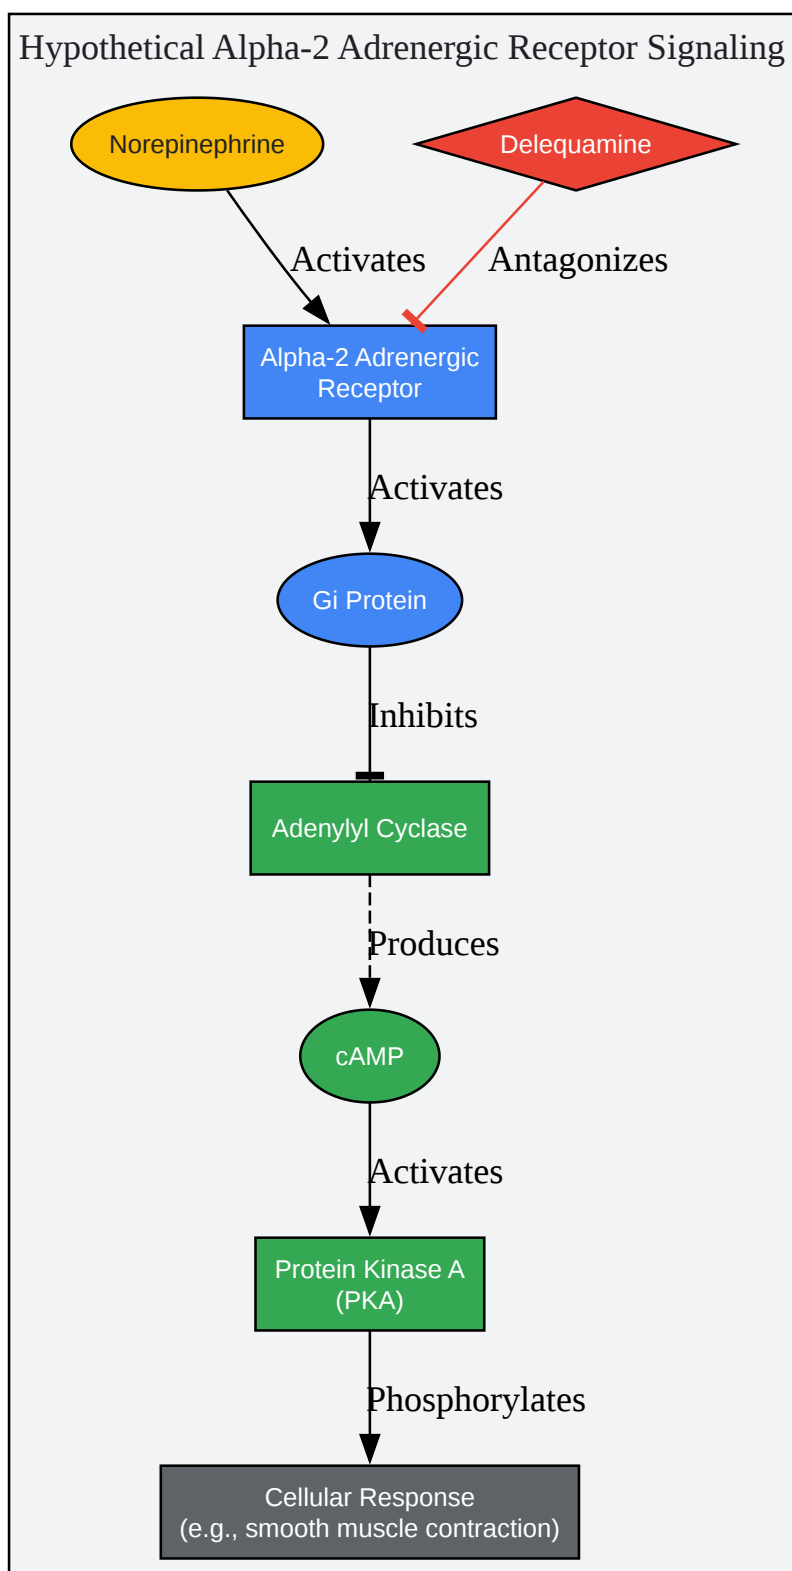 Hypothetical Alpha-2 Adrenergic Receptor Signaling
Norepinephrine
Delequamine
Activates
Antagonizes
Alpha-2 Adrenergic
Receptor
Activates
Gi Protein
Inhibits
Adenylyl Cyclase
Produces
cAMP
Activates
Protein Kinase A
(PKA)
Phosphorylates
Cellular Response
(e.g., smooth muscle contraction)